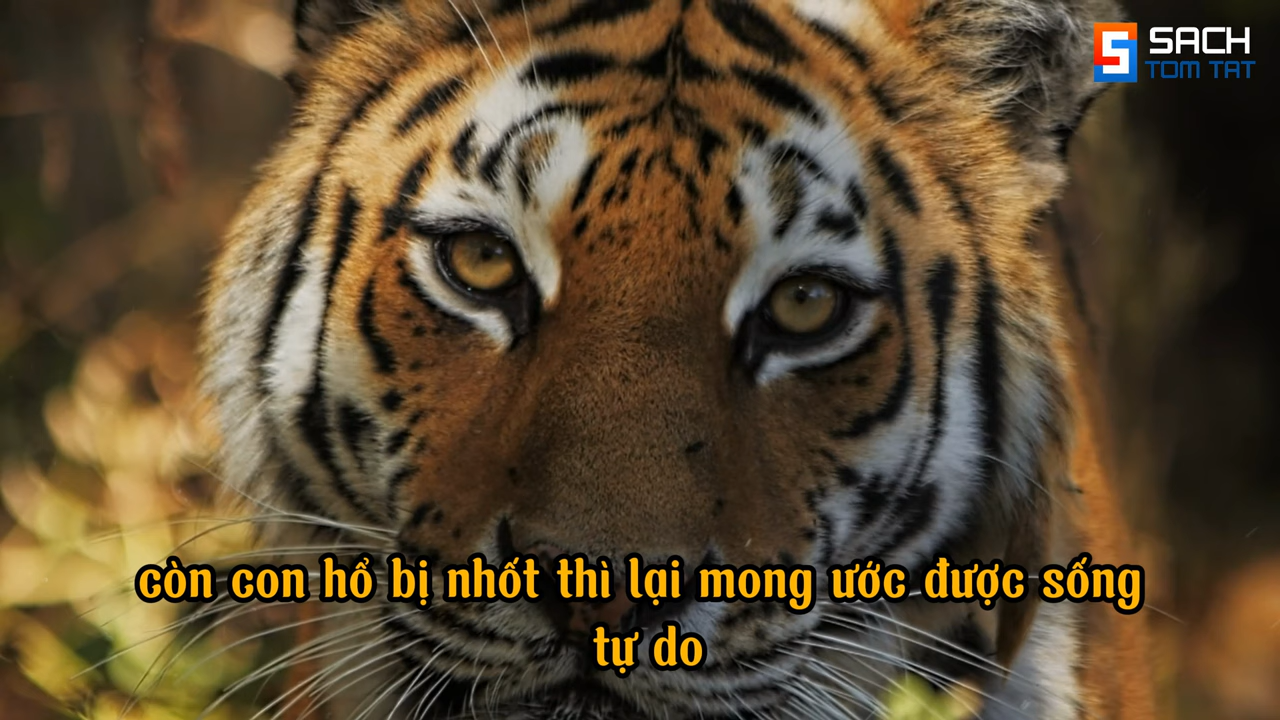 SACH
TOM TAT
còn con hổ bị nhốt thì lại mong ước được sống
tự do